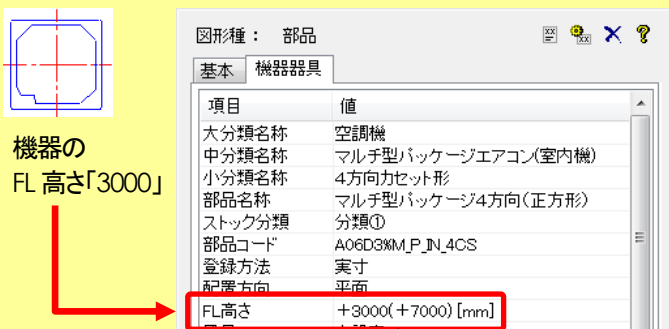 図形種： 部品
基本 機器器具
項目 値
大分類名称 空調機
中分類名称 マルチ型パッケージエアコン(室内機)
小分類名称 4方向カセット形
部品名称 マルチ型パッケージ4方向(正方形)
ストック分類 分類①
部品コード A06D3%M_P_IN_4CS
登録方法 実寸
配置方向 平面
FL高さ +3000(+7000) [mm]
機器の
FL 高さ「3000」